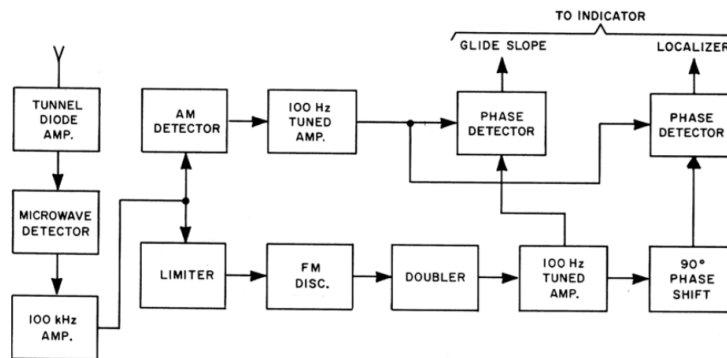 TO INDICATOR
GLIDE SLOPE
LOCALIZER
TUNNEL
DIODE
AMP.
AM
DETECTOR
100 Hz
TUNED
AMP.
PHASE
DETECTOR
PHASE
DETECTOR
MICROWAVE
DETECTOR
LIMITER
FM
DISC.
DOUBLER
100 Hz
TUNED
AMP.
90°
PHASE
SHIFT
100 kHz
AMP.